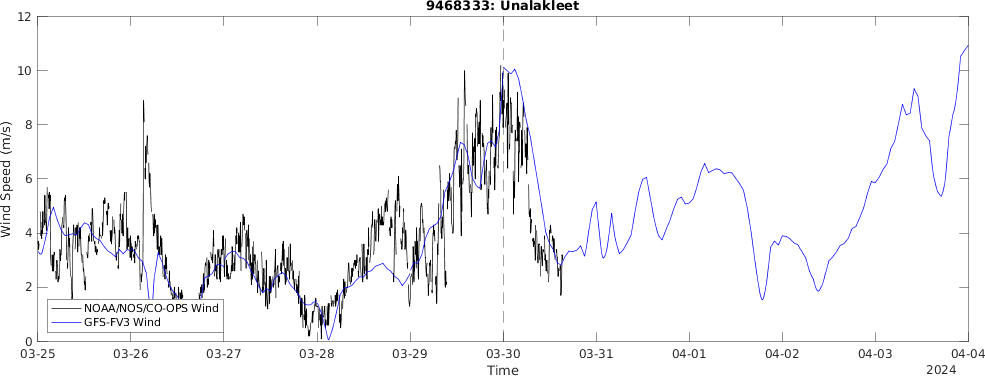 9468333: Unalakleet
Wind Speed (m/s)
12
10
8
6
4
2
0
NOAA/NOS/CO-OPS Wind
GFS-FV3 Wind
03-25 03-26 03-27 03-28 03-29 03-30 03-31 04-01 04-02 04-03 04-04
Time
2024